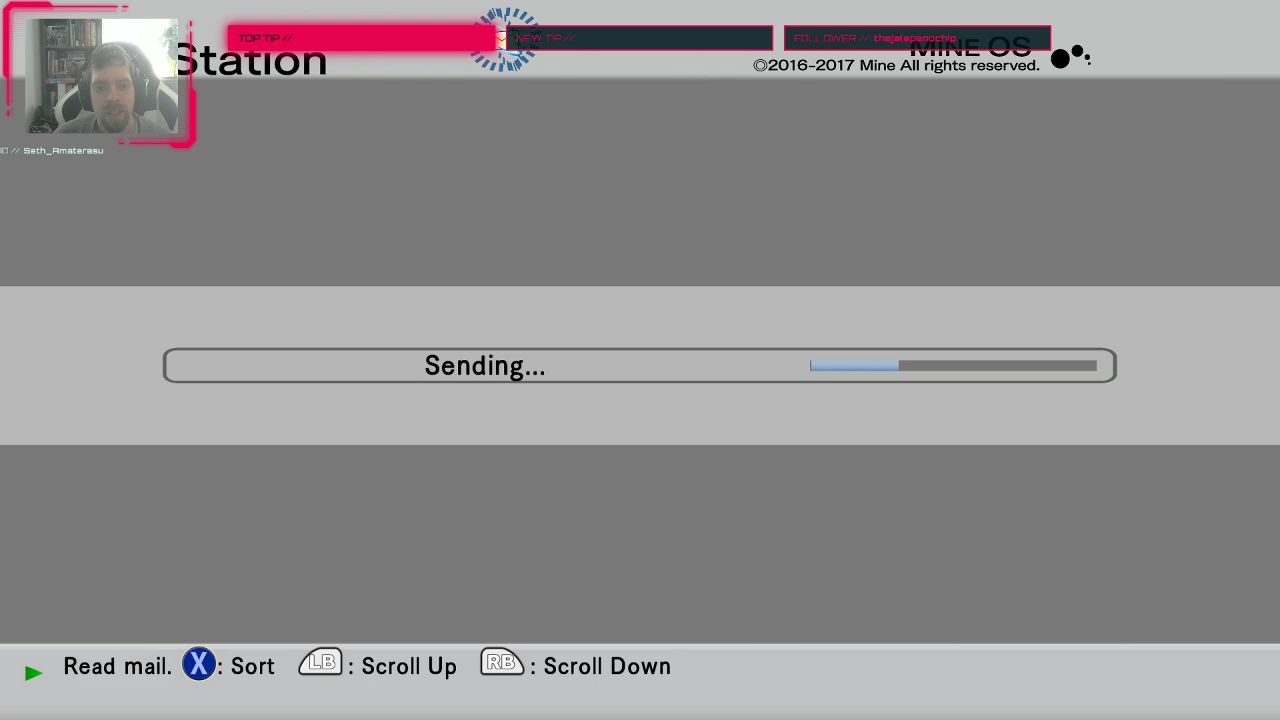 TOP TIP //
NEW TIP //
FOLLOWER // thejalapenochip
MINE OS
Station
©2016-2017 Mine All rights reserved.
// Seth_Amaterasu
Sending...
Read mail. X : Sort LB : Scroll Up RB : Scroll Down